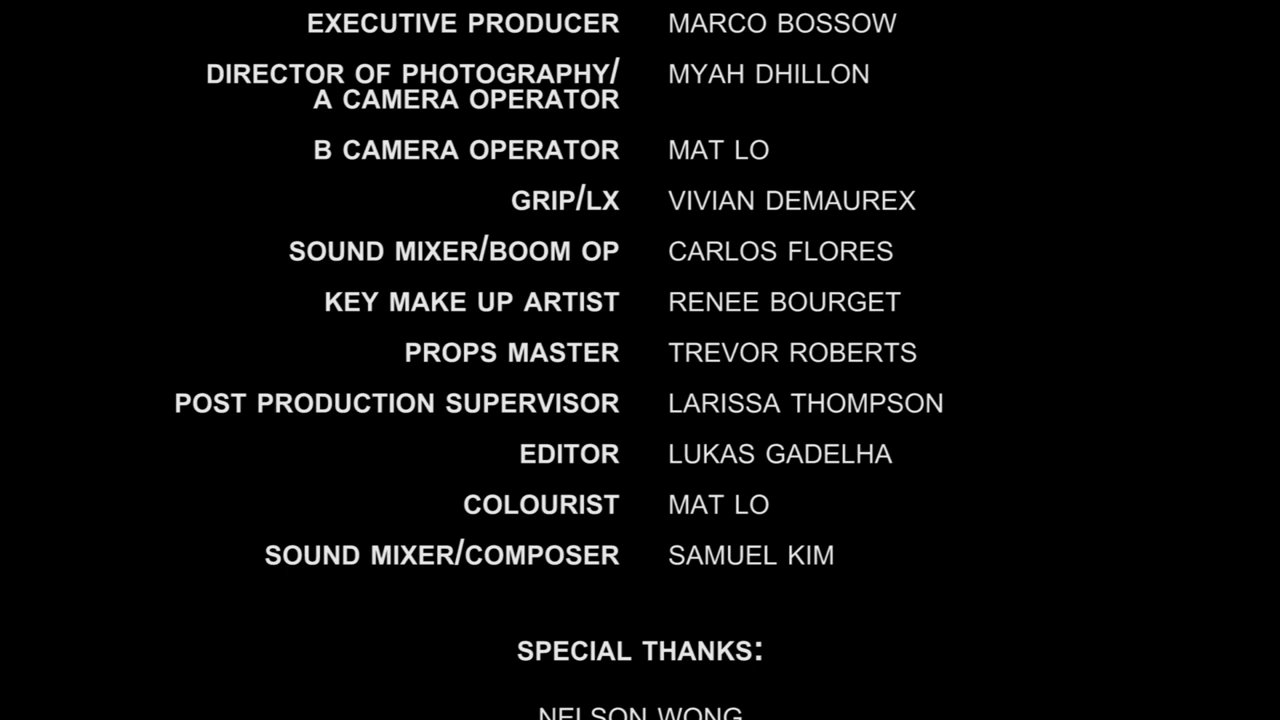 EXECUTIVE PRODUCER MARCO BOSSOW
DIRECTOR OF PHOTOGRAPHY/ MYAH DHILLON
A CAMERA OPERATOR
B CAMERA OPERATOR MAT LO
GRIP/LX VIVIAN DEMAUREX
SOUND MIXER/BOOM OP CARLOS FLORES
KEY MAKE UP ARTIST RENEE BOURGET
PROPS MASTER TREVOR ROBERTS
POST PRODUCTION SUPERVISOR LARISSA THOMPSON
EDITOR LUKAS GADELHA
COLOURIST MAT LO
SOUND MIXER/COMPOSER SAMUEL KIM
SPECIAL THANKS:
NELSON WONG